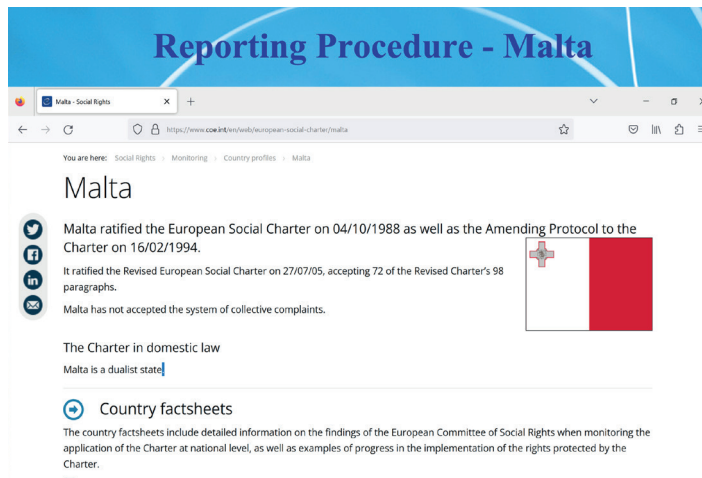 Reporting Procedure - Malta
Malta - Social Rights
https://www.coe.int/en/web/european-social-charter/malta
You are here: Social Rights › Monitoring › Country profiles › Malta
Malta
Malta ratified the European Social Charter on 04/10/1988 as well as the Amending Protocol to the
Charter on 16/02/1994.
It ratified the Revised European Social Charter on 27/07/05, accepting 72 of the Revised Charter's 98
paragraphs.
Malta has not accepted the system of collective complaints.
The Charter in domestic law
Malta is a dualist state
Country factsheets
The country factsheets include detailed information on the findings of the European Committee of Social Rights when monitoring the
application of the Charter at national level, as well as examples of progress in the implementation of the rights protected by the
Charter.